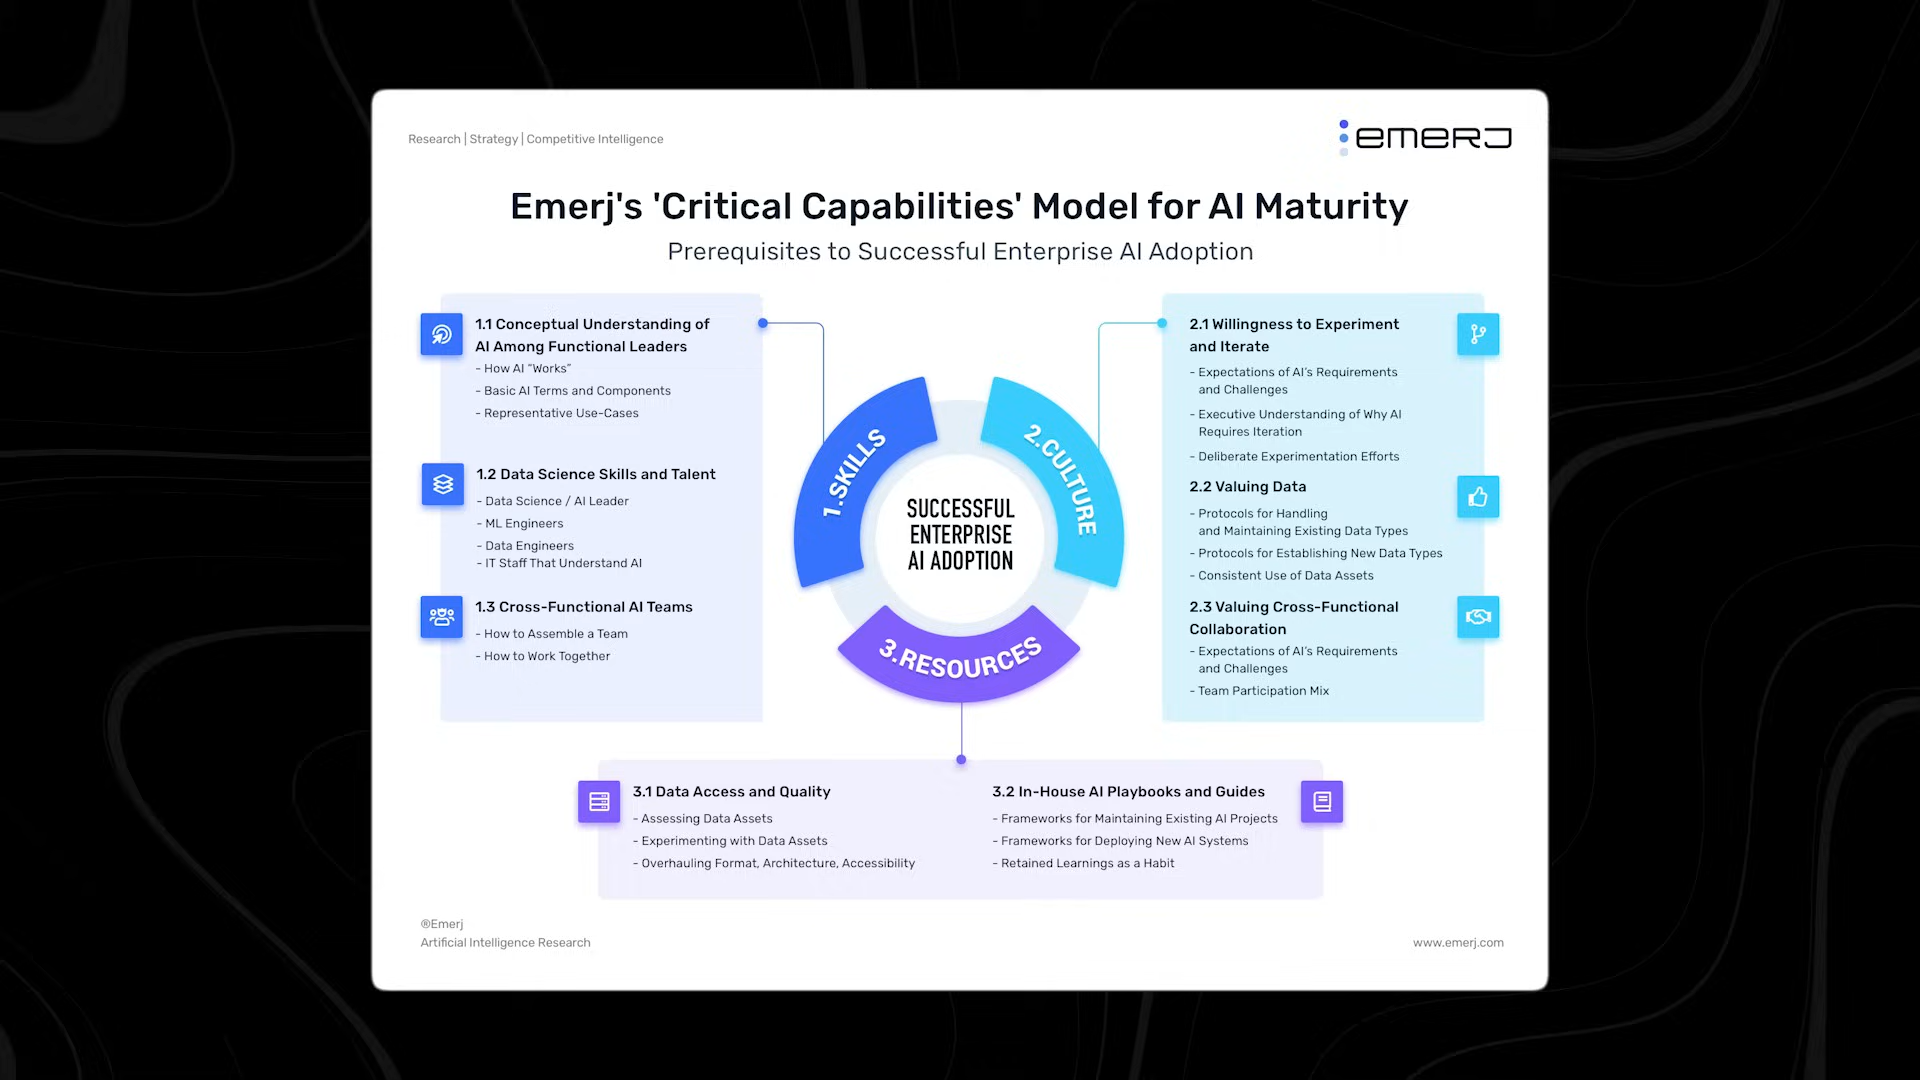 Research | Strategy | Competitive Intelligence
emerj
Emerj's 'Critical Capabilities' Model for AI Maturity
Prerequisites to Successful Enterprise AI Adoption
1.1 Conceptual Understanding of
AI Among Functional Leaders
- How AI "Works"
- Basic AI Terms and Components
- Representative Use-Cases
1.2 Data Science Skills and Talent
- Data Science / AI Leader
- ML Engineers
- Data Engineers
- IT Staff That Understand AI
1.3 Cross-Functional AI Teams
- How to Assemble a Team
- How to Work Together
1.SKILLS
2.CULTURE
3.RESOURCES
SUCCESSFUL
ENTERPRISE
AI ADOPTION
2.1 Willingness to Experiment
and Iterate
- Expectations of AI's Requirements
and Challenges
- Executive Understanding of Why AI
Requires Iteration
- Deliberate Experimentation Efforts
2.2 Valuing Data
- Protocols for Handling
and Maintaining Existing Data Types
- Protocols for Establishing New Data Types
- Consistent Use of Data Assets
2.3 Valuing Cross-Functional
Collaboration
- Expectations of AI's Requirements
and Challenges
- Team Participation Mix
3.1 Data Access and Quality
- Assessing Data Assets
- Experimenting with Data Assets
- Overhauling Format, Architecture, Accessibility
3.2 In-House AI Playbooks and Guides
- Frameworks for Maintaining Existing AI Projects
- Frameworks for Deploying New AI Systems
- Retained Learnings as a Habit
®Emerj
Artificial Intelligence Research
www.emerj.com